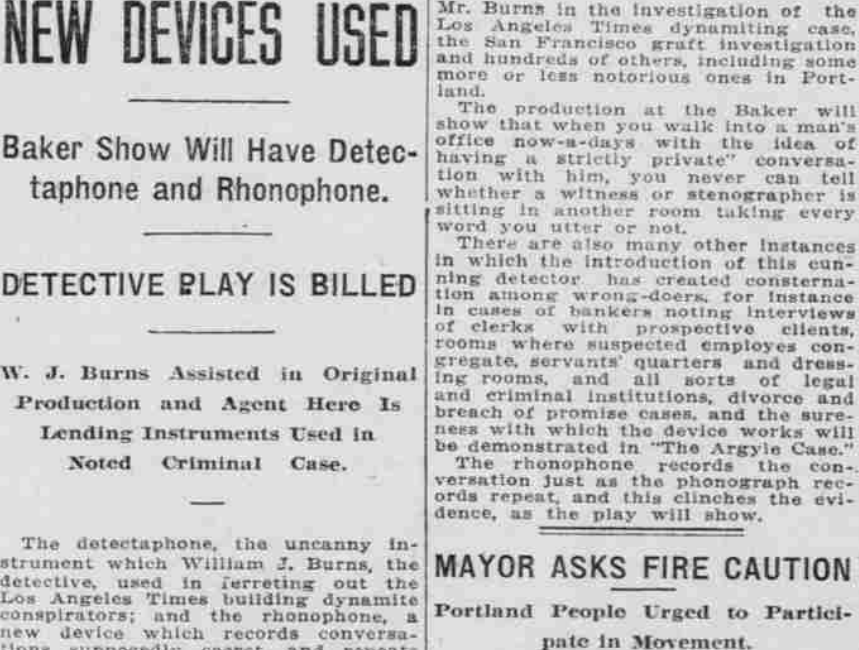 NEW DEVICES USED
Baker Show Will Have Detec-
taphone and Rhonophone.
DETECTIVE PLAY IS BILLED
W. J. Burns Assisted in Original
Production and Agent Here Is
Lending Instruments Used in
Noted Criminal Case.
The detectaphone, the uncanny in-
strument which William J. Burns, the
detective, used in ferreting out the
Los Angeles Times building dynamite
conspirators; and the rhonophone, a
new device which records conversa-
tions supposedly secret and repeats
Mr. Burns in the investigation of the
Los Angeles Times dynamiting case,
the San Francisco graft investigation
and hundreds of others, including some
more or less notorious ones in Port-
land.
The production at the Baker will
show that when you walk into a man's
office now-a-days with the idea of
having a strictly private" conversa-
tion with him, you never can tell
whether a witness or stenographer is
sitting in another room taking every
word you utter or not.
There are also many other instances
in which the introduction of this cun-
ning detector has created consterna-
tion among wrong-doers, for instance
in cases of bankers noting interviews
of clerks with prospective clients,
rooms where suspected employes con-
gregate, servants' quarters and dress-
ing rooms, and all sorts of legal
and criminal institutions, divorce and
breach of promise cases, and the sure-
ness with which the device works will
be demonstrated in "The Argyle Case."
The rhonophone records the con-
versation just as the phonograph rec-
ords repeat, and this clinches the evi-
dence, as the play will show.
MAYOR ASKS FIRE CAUTION
Portland People Urged to Partici-
pate in Movement.